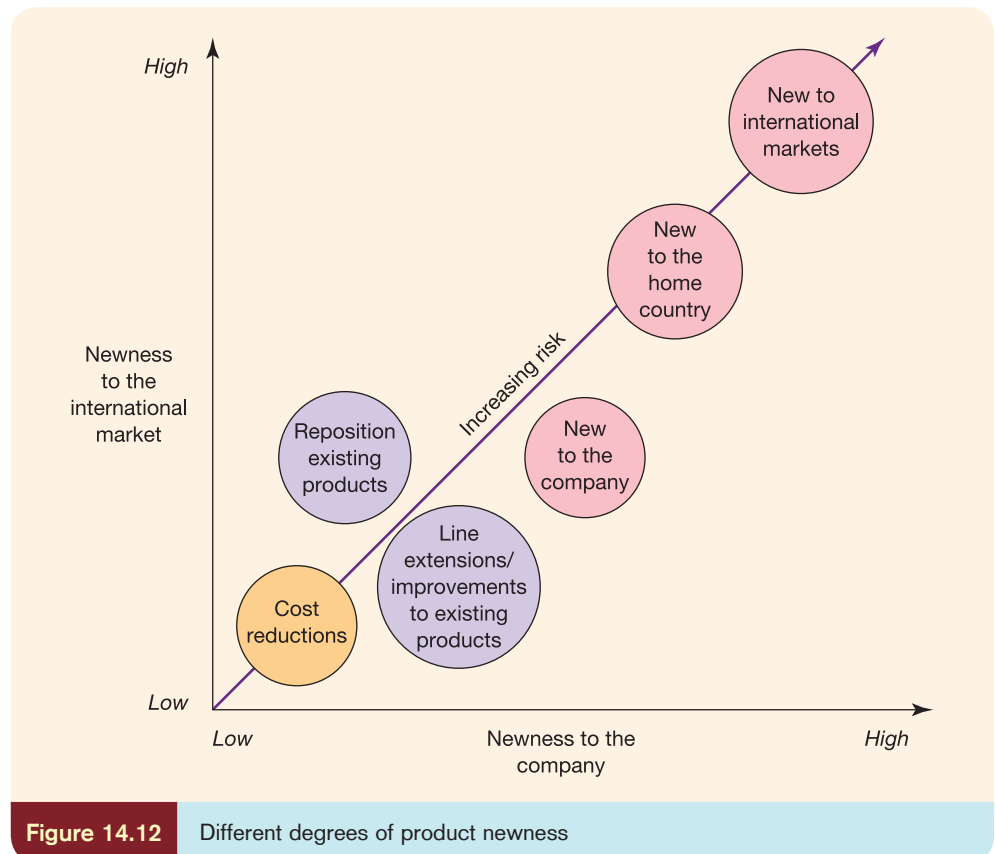 High
New to
international
markets
New
to the
home
country
Increasing risk
Newness
to the
international
market
Reposition
existing
products
New
to the
company
Line
extensions/
improvements
to existing
products
Cost
reductions
Low
Low
Newness to the
company
High
Figure 14.12
Different degrees of product newness